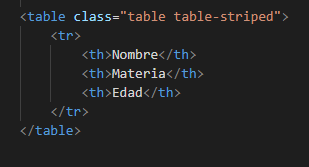 <table class="table table-striped">
<tr>
<th>Nombre</th>
<th>Materia</th>
<th>Edad</th>
</tr>
</table>